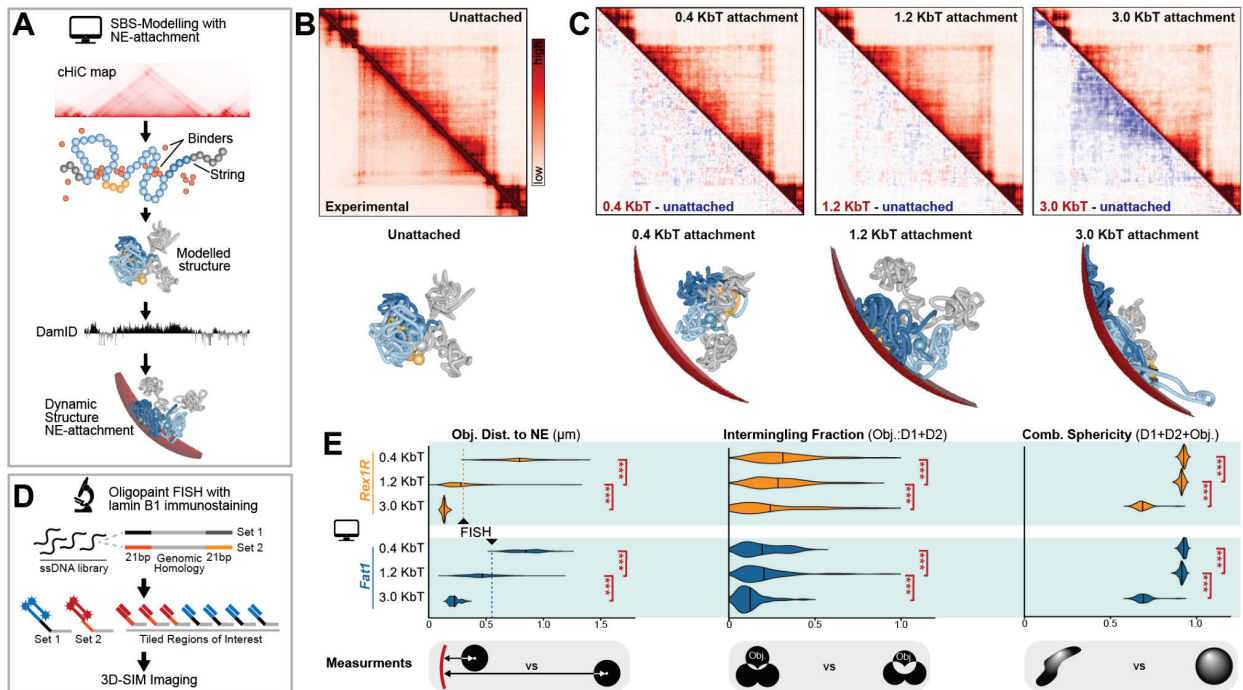 A
SBS-Modelling with
NE-attachment
cHiC map
Binders
String
Modelled
structure
DamID
Dynamic
Structure
NE-attachment
B
Unattached
high
low
Experimental
Unattached
C
0.4 KbT attachment
1.2 KbT attachment
3.0 KbT attachment
0.4 KbT - unattached
1.2 KbT - unattached
3.0 KbT - unattached
0.4 KbT attachment
1.2 KbT attachment
3.0 KbT attachment
D
Oligopaint FISH with
lamin B1 immunostaining
Set 1
Set 2
21bp
Genomic
Homology
21bp
ssDNA library
Set 1
Set 2
Tiled Regions of Interest
3D-SIM Imaging
E
Obj. Dist. to NE (µm)
Intermingling Fraction (Obj.:D1+D2)
Comb. Sphericity (D1+D2+Obj.)
Rex1R
0.4 KbT
1.2 KbT
3.0 KbT
***
***
***
***
***
***
FISH
Fat1
0.4 KbT
1.2 KbT
3.0 KbT
***
***
***
***
***
***
0 0.5 1.0 1.5
0 0.5 1.0
0 0.5 1.0
Measurments
vs
Obj.
vs
Obj.
vs